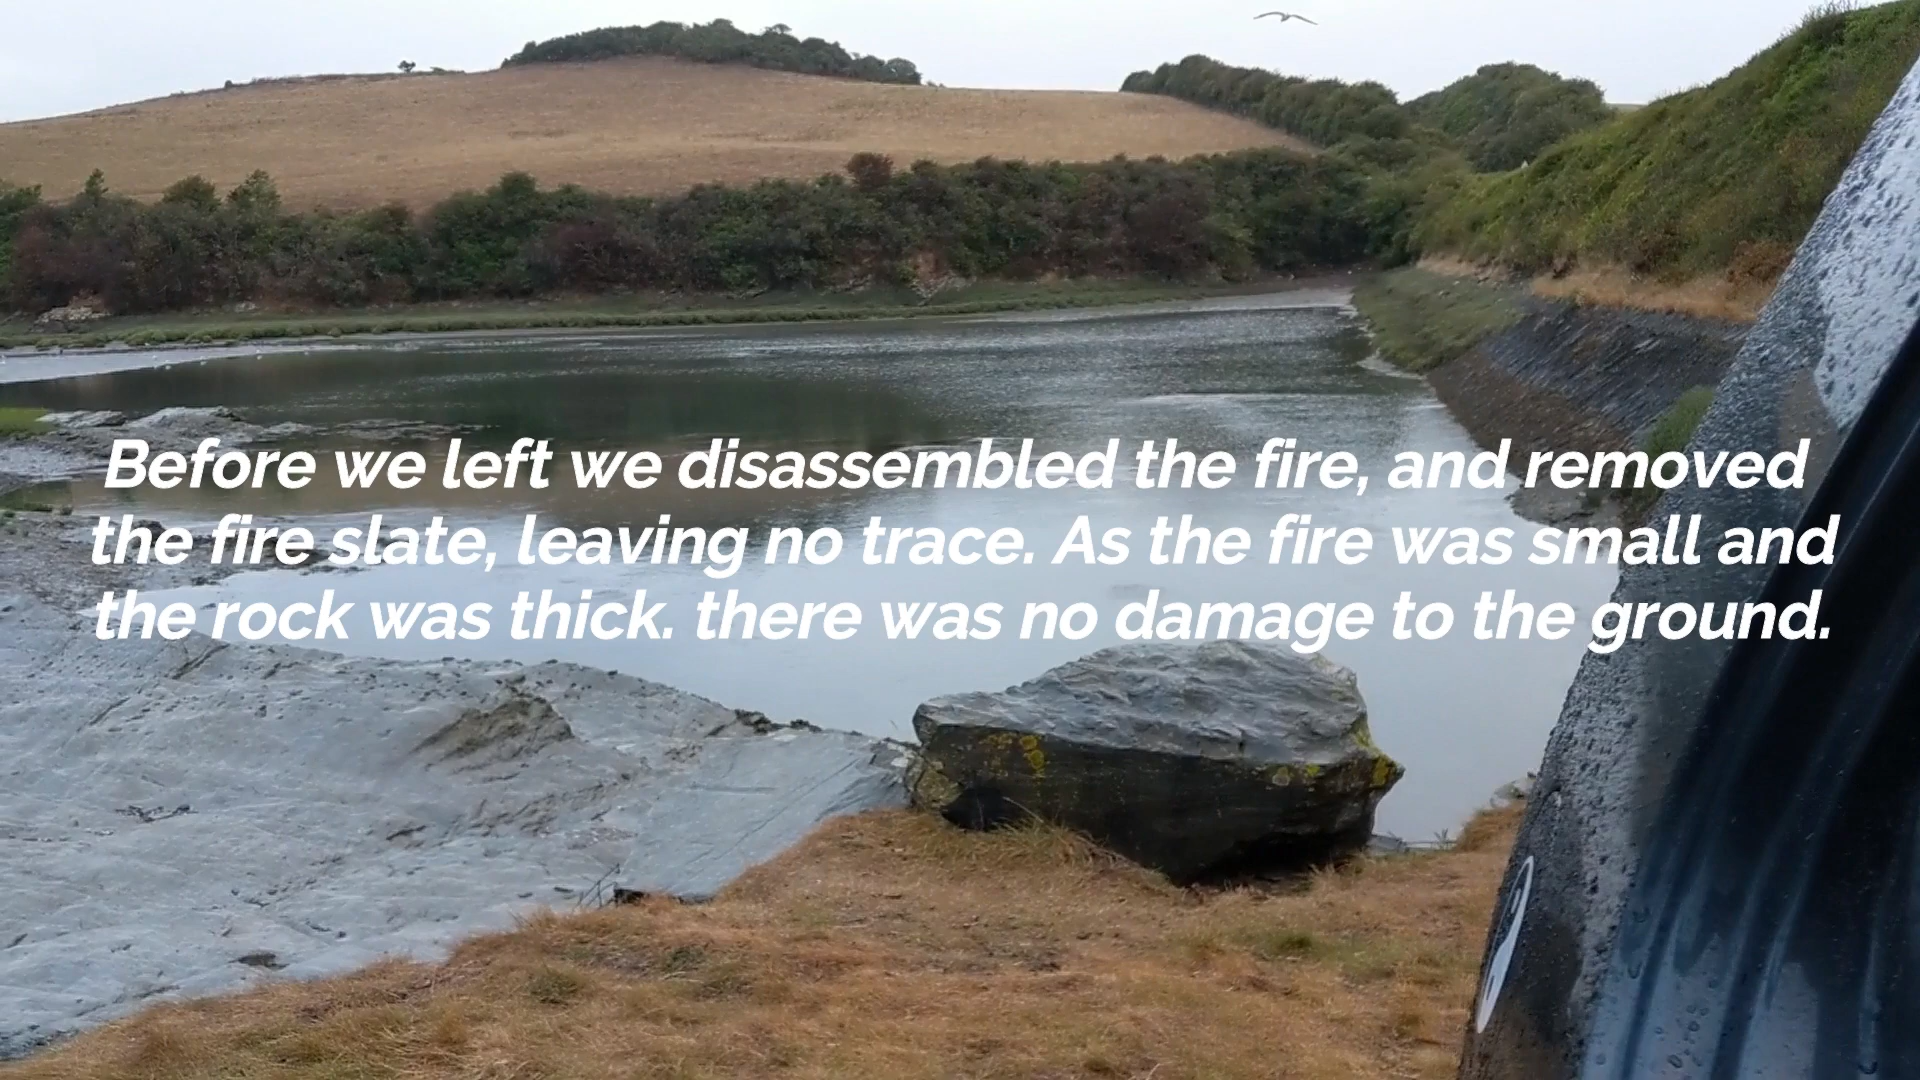 Before we left we disassembled the fire, and removed
the fire slate, leaving no trace. As the fire was small and
the rock was thick. there was no damage to the ground.